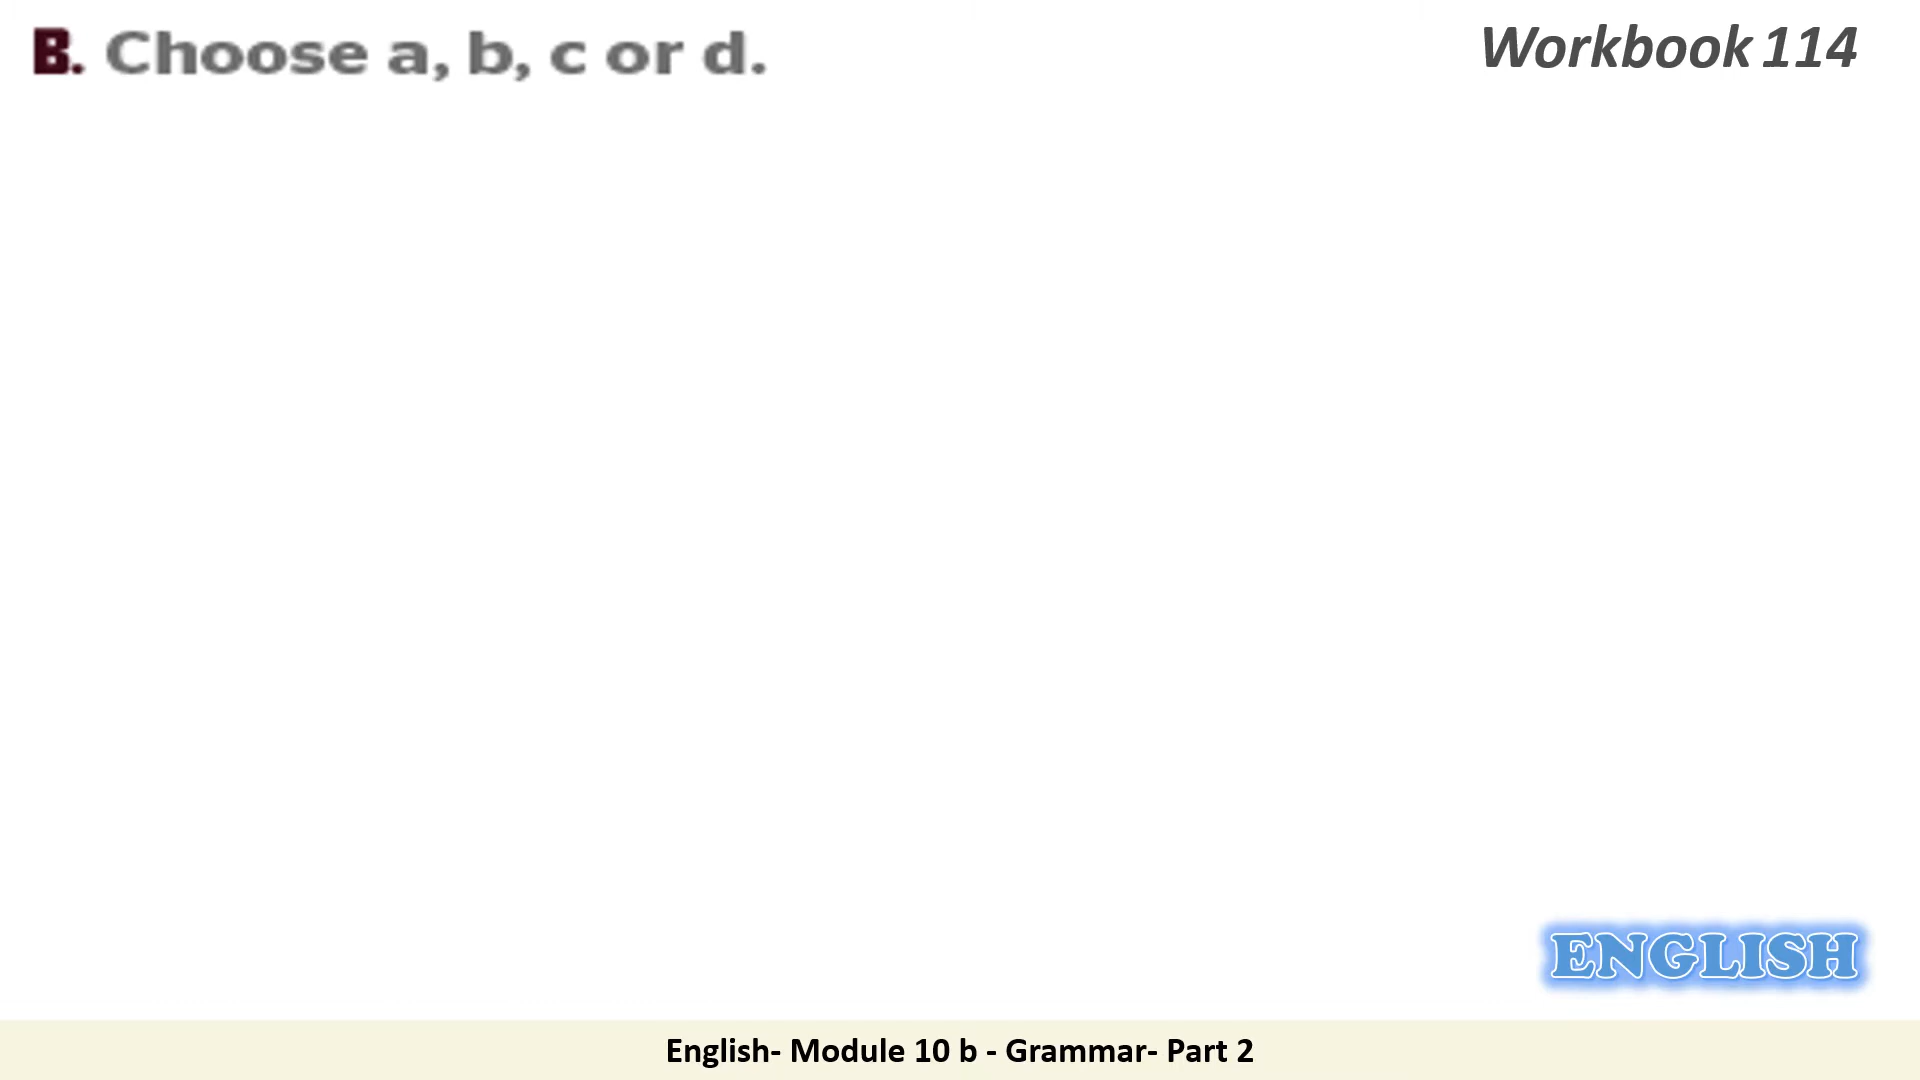 B. Choose a, b, c or d.
Workbook 114
ENGLISH
English- Module 10 b - Grammar- Part 2